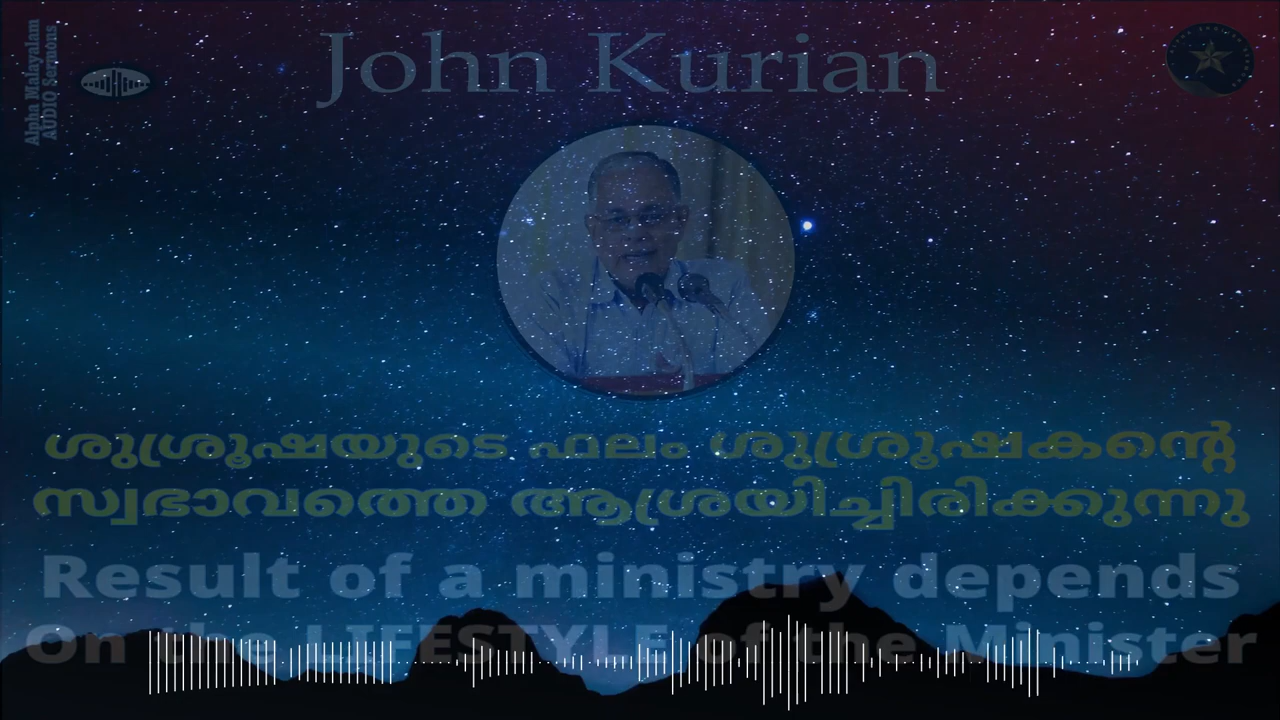 Alpha Malayalam
AUDIO Sermons
John Kurian
ശുശ്രൂഷയുടെ ഫലം ശുശ്രൂഷകന്റെ
സ്വഭാവത്തെ ആശ്രയിച്ചിരിക്കുന്നു
Result of a ministry depends
On the LIFESTYLE of the Minister